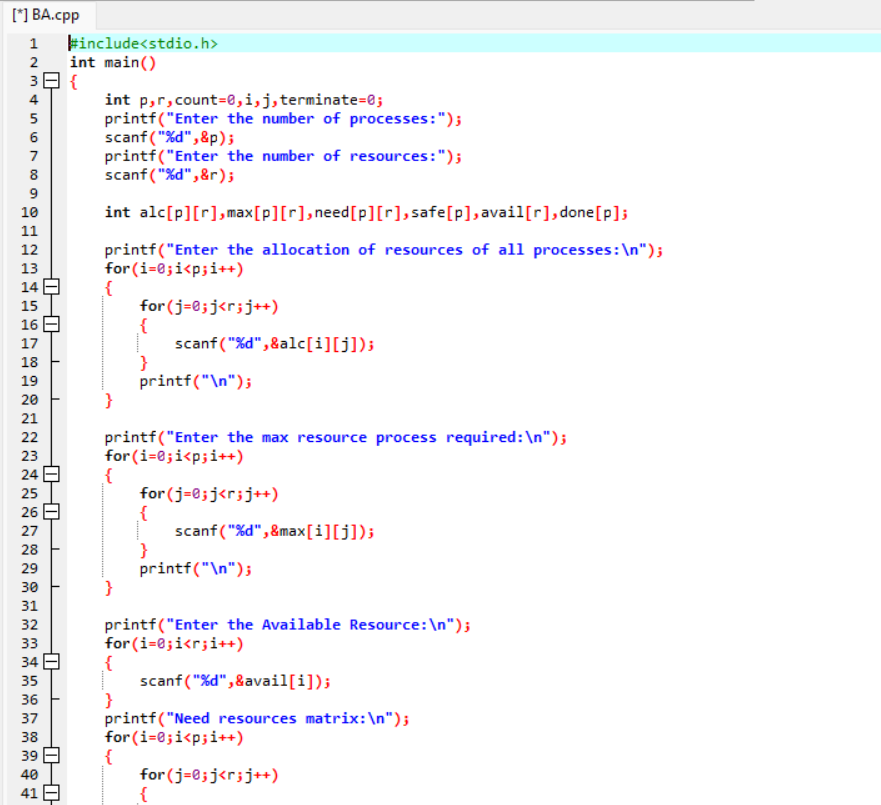 [*] BA.cpp
1 #include<stdio.h>
2 int main()
3 {
4 int p,r,count=0,i,j,terminate=0;
5 printf("Enter the number of processes:");
6 scanf("%d",&p);
7 printf("Enter the number of resources:");
8 scanf("%d",&r);
9
10 int alc[p][r],max[p][r],need[p][r],safe[p],avail[r],done[p];
11
12 printf("Enter the allocation of resources of all processes:\n");
13 for(i=0;i<p;i++)
14 {
15 for(j=0;j<r;j++)
16 {
17 scanf("%d",&alc[i][j]);
18 }
19 printf("\n");
20 }
21
22 printf("Enter the max resource process required:\n");
23 for(i=0;i<p;i++)
24 {
25 for(j=0;j<r;j++)
26 {
27 scanf("%d",&max[i][j]);
28 }
29 printf("\n");
30 }
31
32 printf("Enter the Available Resource:\n");
33 for(i=0;i<r;i++)
34 {
35 scanf("%d",&avail[i]);
36 }
37 printf("Need resources matrix:\n");
38 for(i=0;i<p;i++)
39 {
40 for(j=0;j<r;j++)
41 {